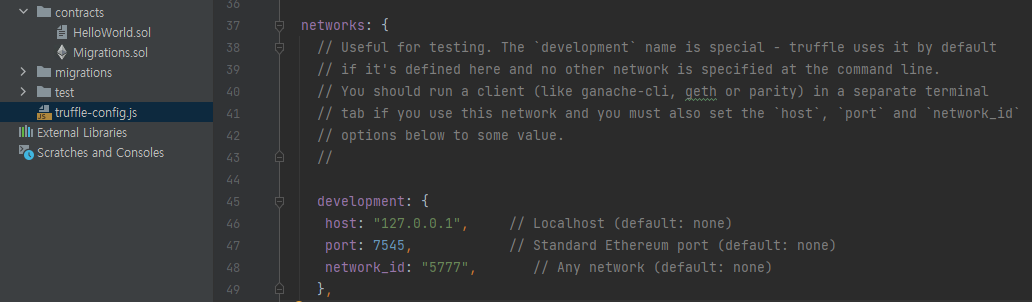 contracts
HelloWorld.sol
Migrations.sol
migrations
test
truffle-config.js
External Libraries
Scratches and Consoles
36
37 networks: {
38 // Useful for testing. The `development` name is special - truffle uses it by default
39 // if it's defined here and no other network is specified at the command line.
40 // You should run a client (like ganache-cli, geth or parity) in a separate terminal
41 // tab if you use this network and you must also set the `host`, `port` and `network_id`
42 // options below to some value.
43 //
44
45 development: {
46 host: "127.0.0.1", // Localhost (default: none)
47 port: 7545, // Standard Ethereum port (default: none)
48 network_id: "5777", // Any network (default: none)
49 },